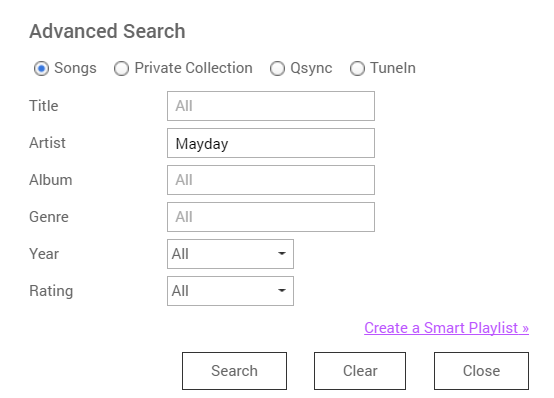 Advanced Search
Songs Private Collection Qsync TuneIn
Title All
Artist Mayday
Album All
Genre All
Year All
Rating All
Create a Smart Playlist »
Search Clear Close